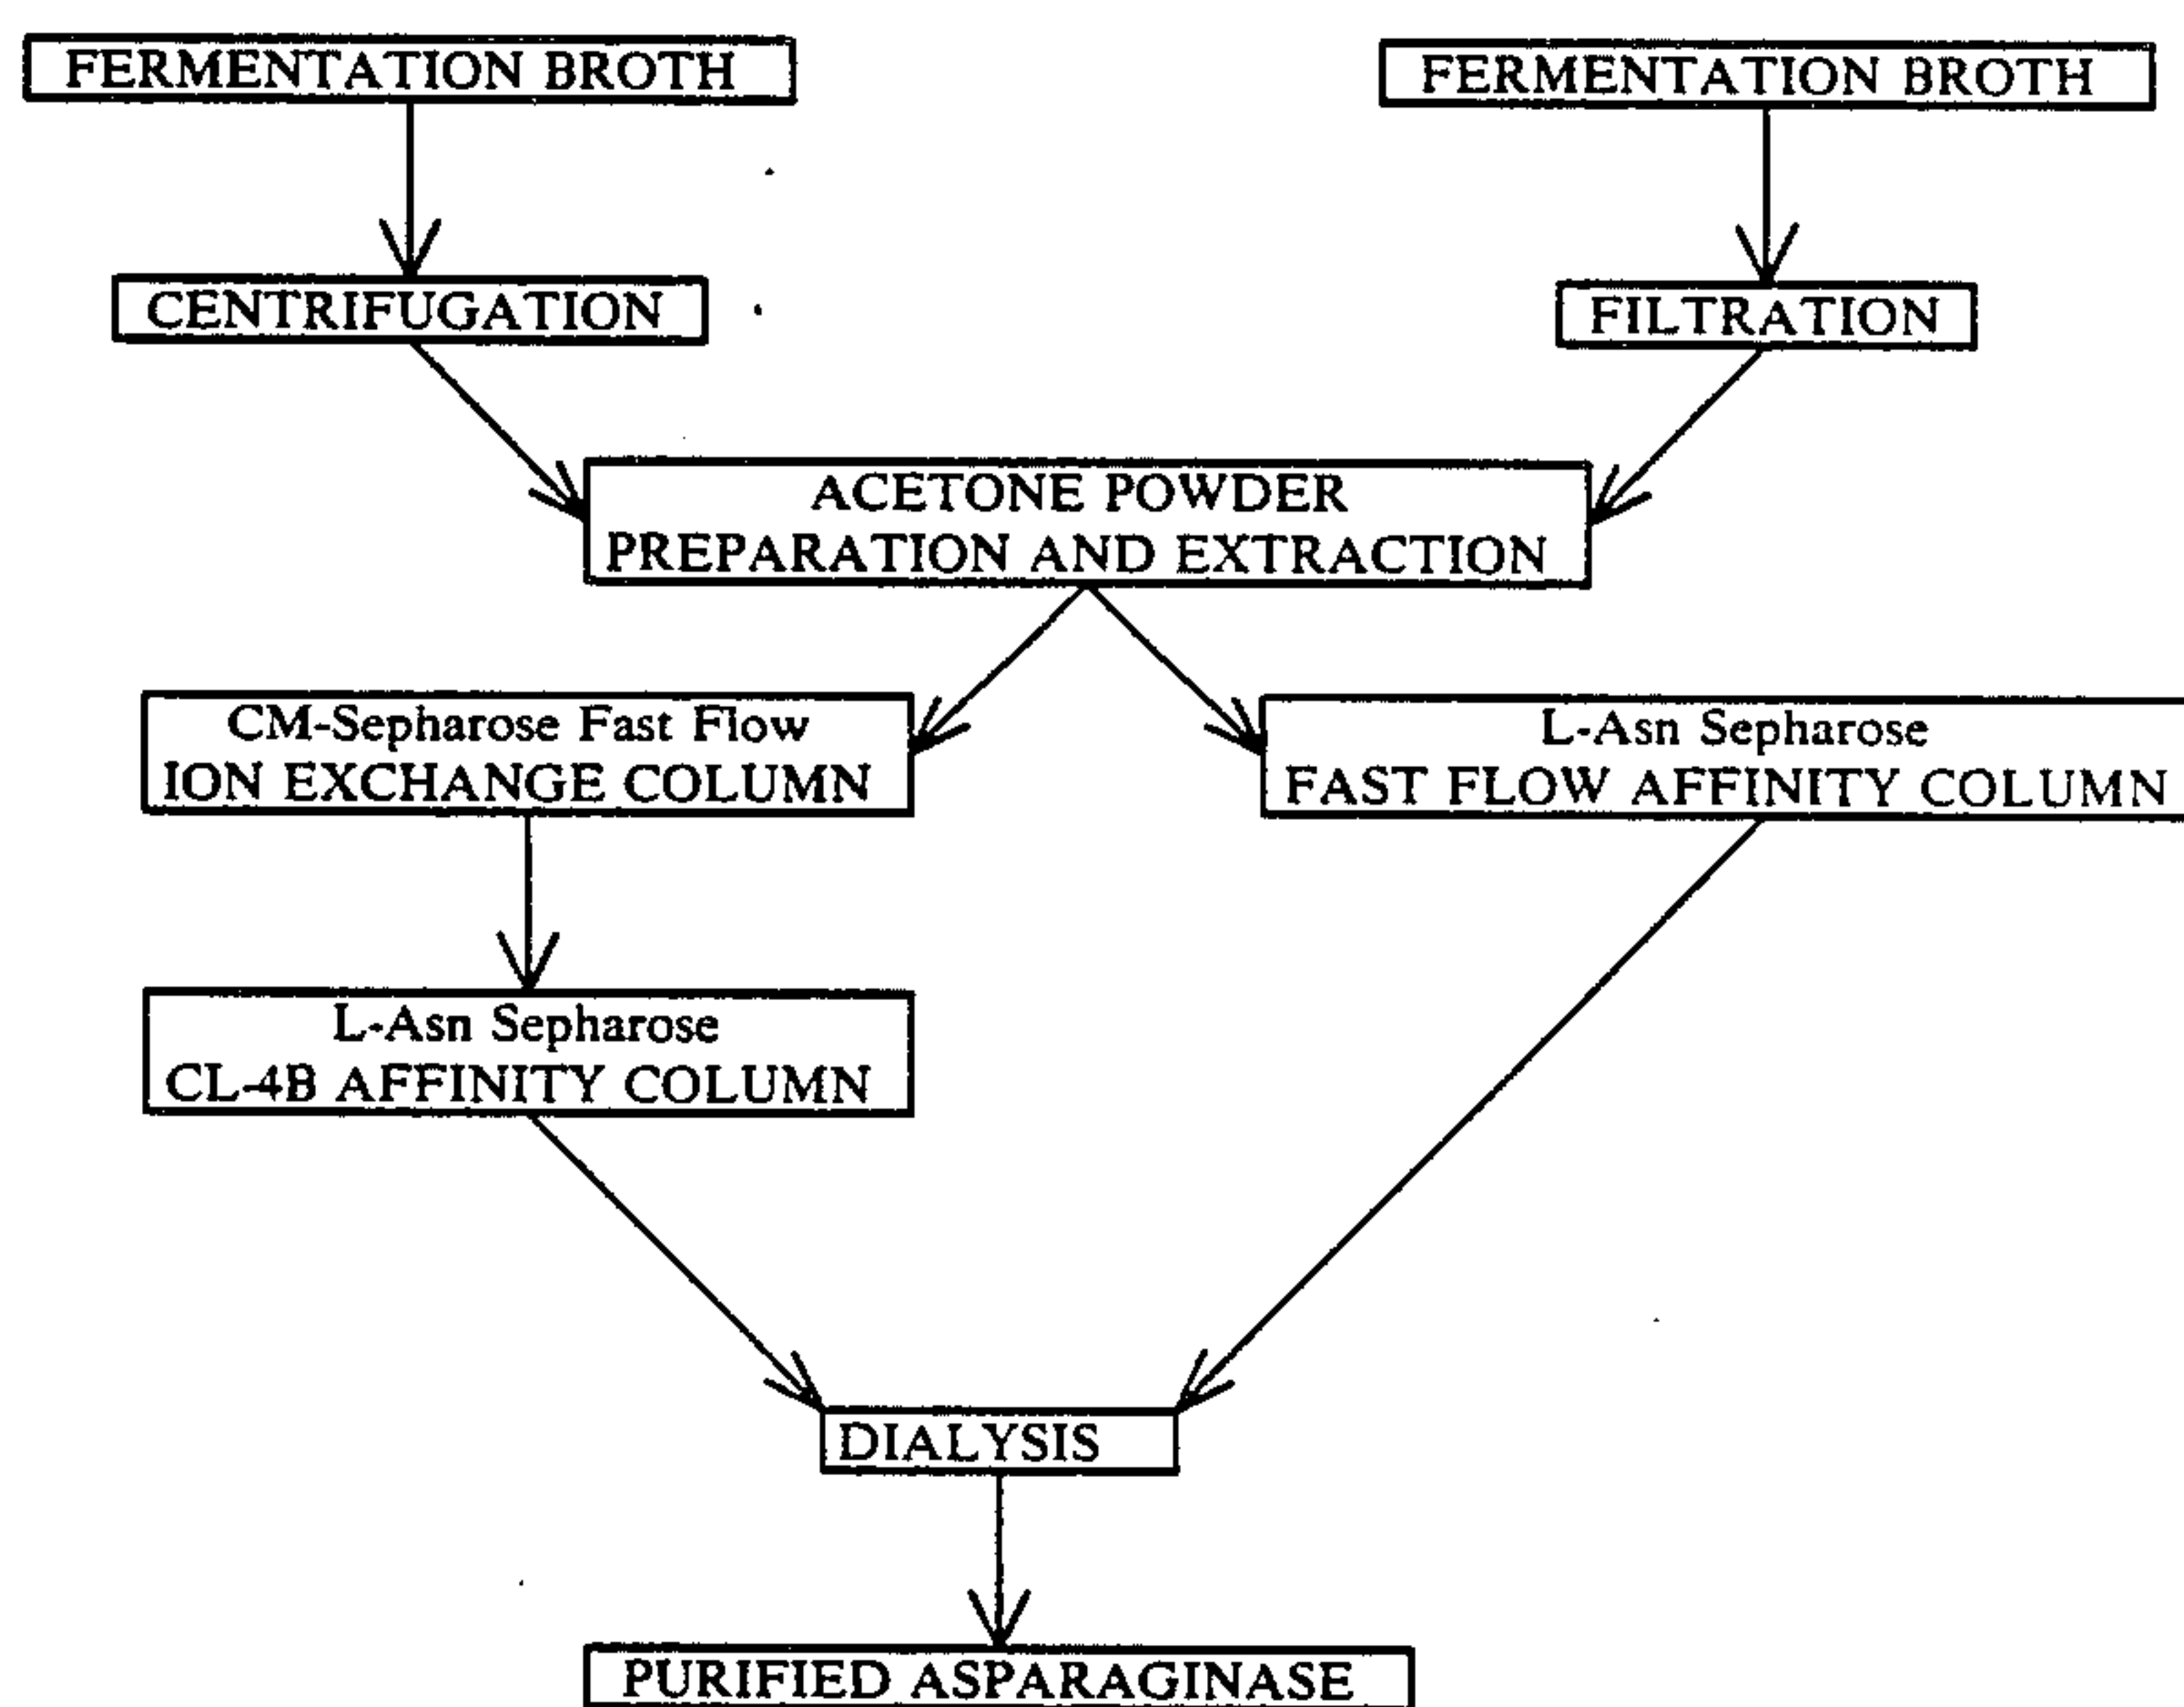 FERMENTATION BROTH
FERMENTATION BROTH
CENTRIFUGATION
FILTRATION
ACETONE POWDER
PREPARATION AND EXTRACTION
CM-Sepharose Fast Flow
ION EXCHANGE COLUMN
L-Asn Sepharose
FAST FLOW AFFINITY COLUMN
L-Asn Sepharose
CL-4B AFFINITY COLUMN
DIALYSIS
PURIFIED ASPARAGINASE